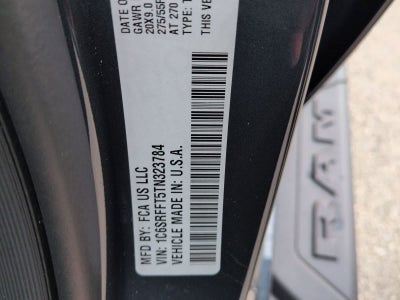 DATE O
GAWR
20X9.0
275/55R
AT 270
TYPE: T
THIS VE
MFD BY: FCA US LLC
VIN: 1C6SRFFT5TN323784
VEHICLE MADE IN: U.S.A.
RAM